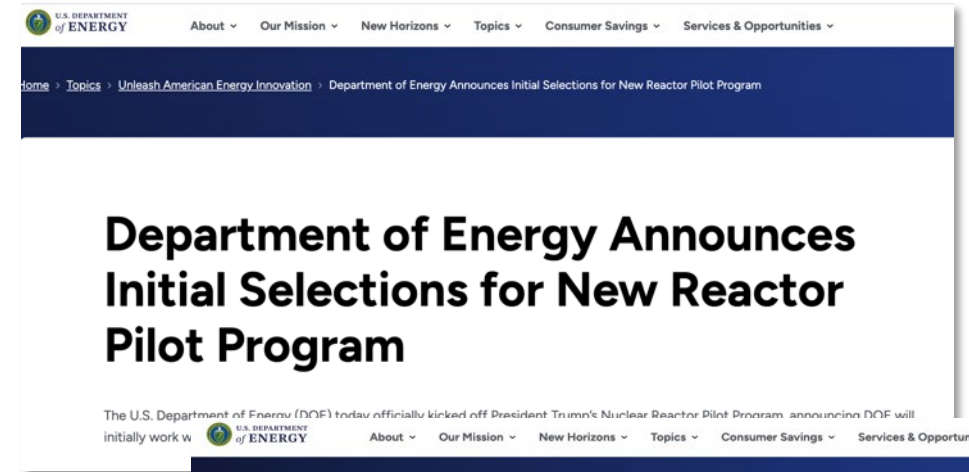 U.S. DEPARTMENT
of ENERGY
About Our Mission New Horizons Topics Consumer Savings Services & Opportunities
Home > Topics > Unleash American Energy Innovation > Department of Energy Announces Initial Selections for New Reactor Pilot Program
Department of Energy Announces
Initial Selections for New Reactor
Pilot Program
The U.S. Department of Energy (DOE) today officially kicked off President Trump's Nuclear Reactor Pilot Program, announcing DOE will
initially work w
U.S. DEPARTMENT
of ENERGY
About Our Mission New Horizons Topics Consumer Savings Services & Opportun